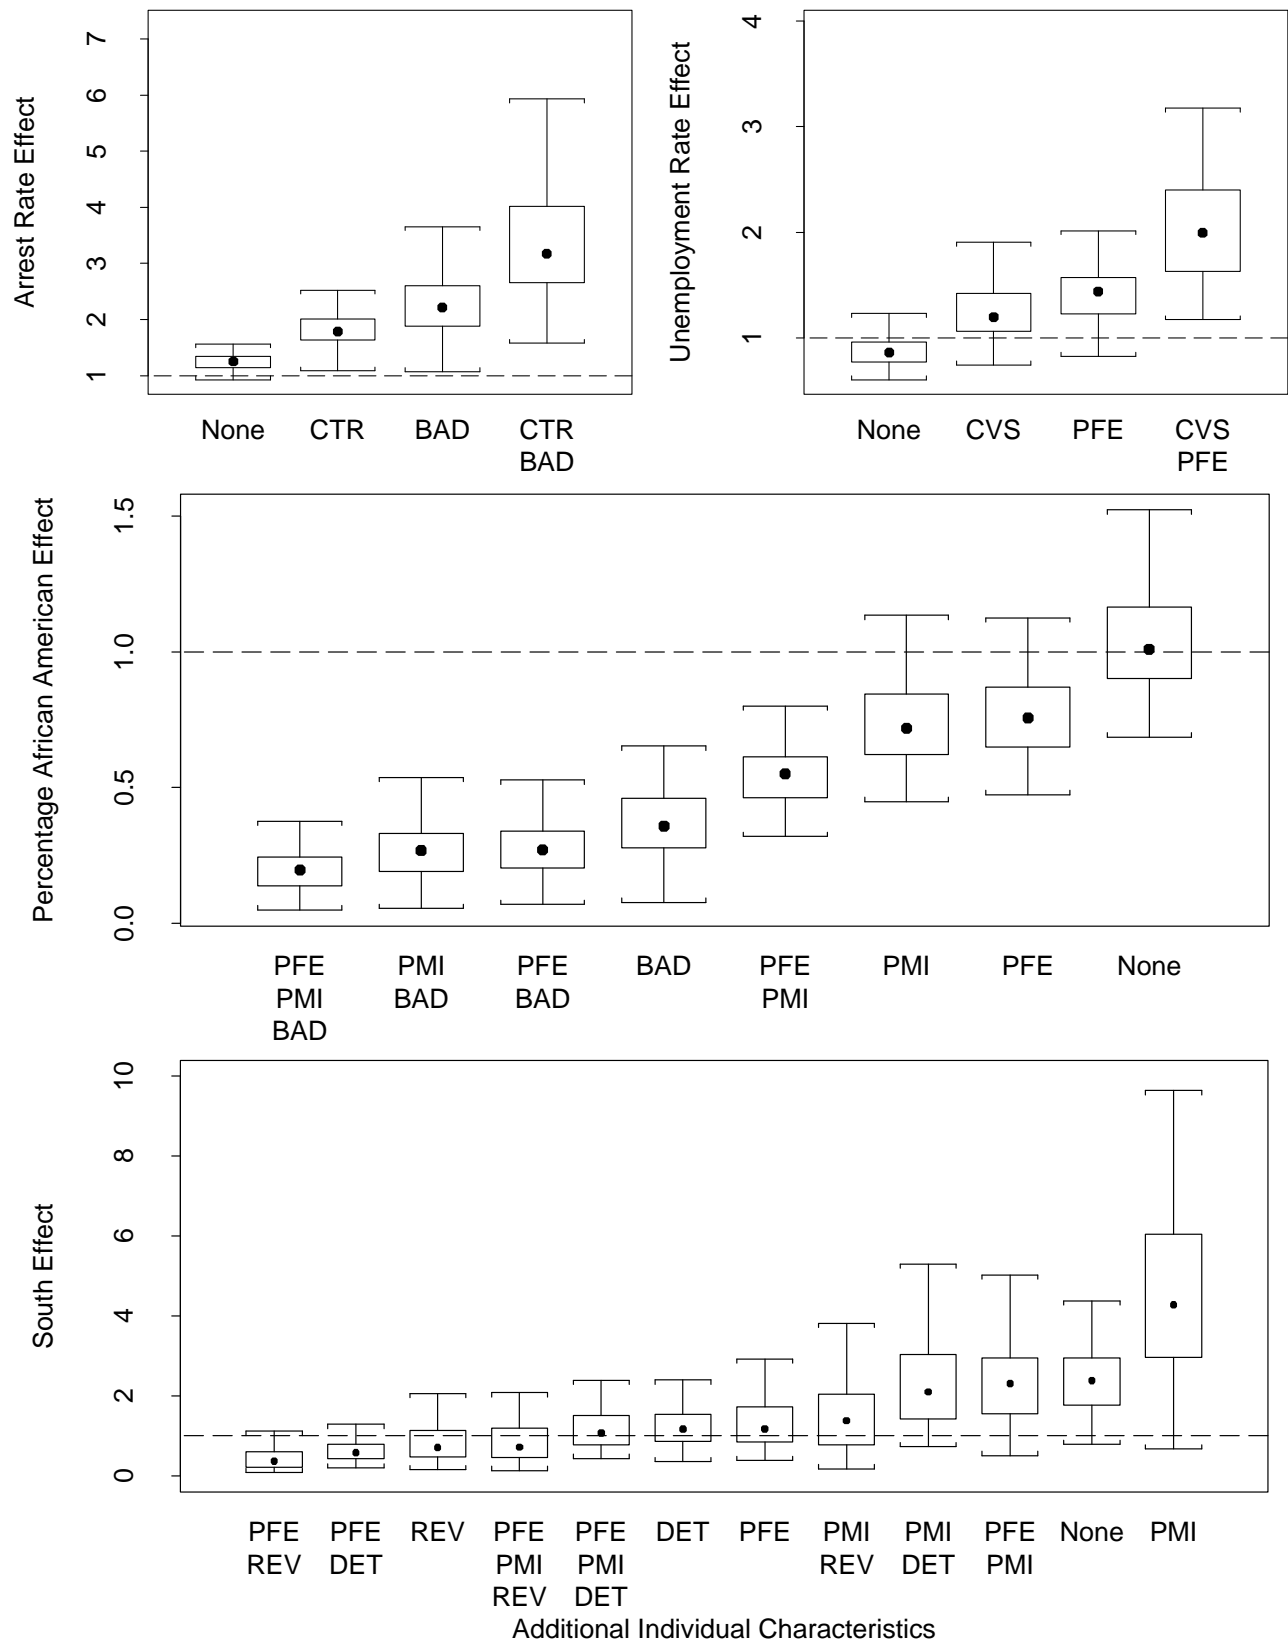 Arrest Rate Effect
7
6
5
4
3
2
1
None CTR BAD CTR
BAD
Unemployment Rate Effect
4
3
2
1
None CVS PFE CVS
PFE
Percentage African American Effect
1.5
1.0
0.5
0.0
PFE PMI PFE BAD PFE PMI PFE None
PMI BAD BAD PMI
BAD
South Effect
10
8
6
4
2
0
PFE PFE REV PFE PFE DET PFE PMI PMI PFE None PMI
REV DET PMI PMI REV DET PMI
REV DET
Additional Individual Characteristics